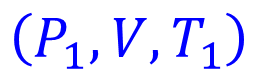 (P₁, V, T₁)